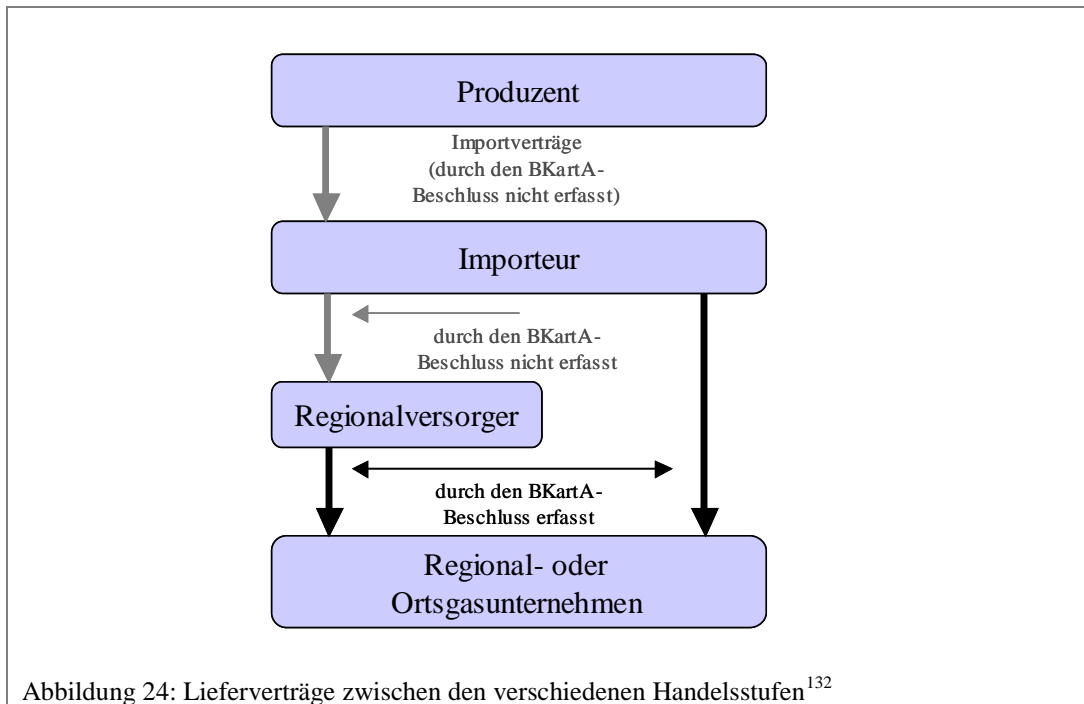 Produzent
Importverträge
(durch den BKartA-
Beschluss nicht erfasst)
Importeur
durch den BKartA-
Beschluss nicht erfasst
Regionalversorger
durch den BKartA-
Beschluss erfasst
Regional- oder
Ortsgasunternehmen
Abbildung 24: Lieferverträge zwischen den verschiedenen Handelsstufen132